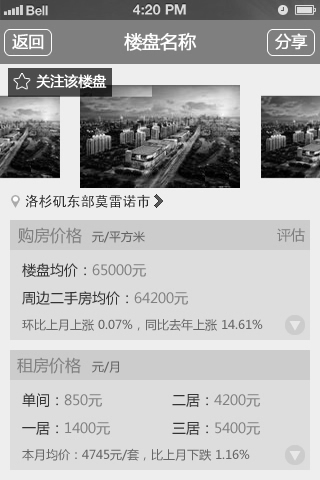 Bell 4:20 PM
返回 楼盘名称 分享
关注该楼盘
洛杉矶东部莫雷诺市
购房价格 元/平方米 评估
楼盘均价：65000元
周边二手房均价：64200元
环比上月上涨 0.07%，同比去年上涨 14.61%
租房价格 元/月
单间：850元 二居：4200元
一居：1400元 三居：5400元
本月均价：4745元/套，比上月下跌 1.16%